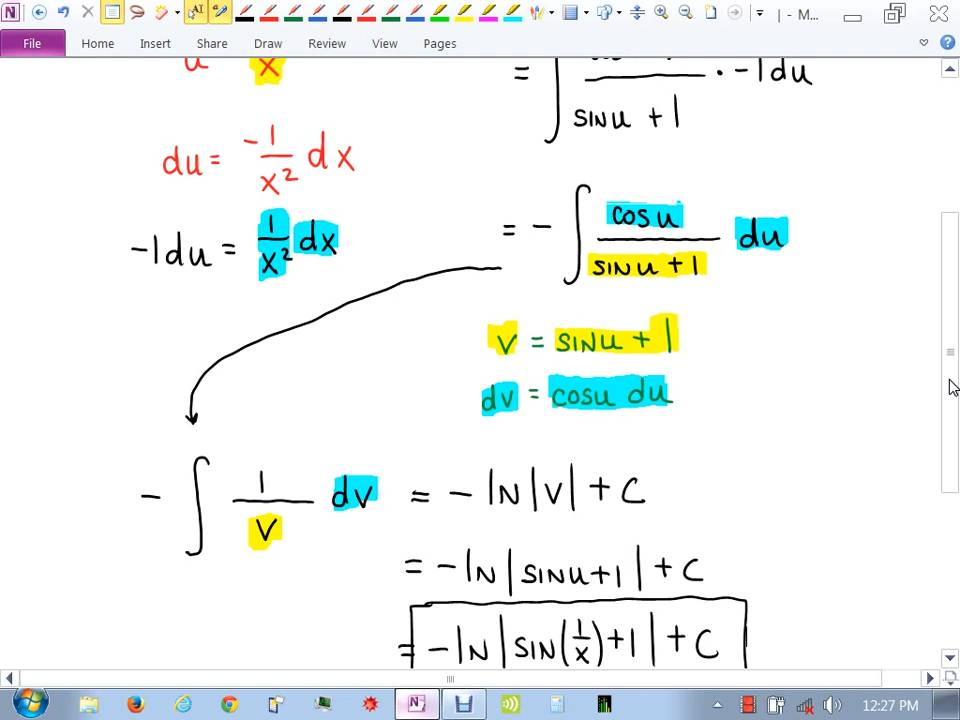 - M...
File Home Insert Share Draw Review View Pages
u x
= ∫ / sinu + 1 · -1du
du = -1/x² dx
-1du = 1/x² dx
= - ∫ cosu / sinu + 1 du
v = sinu + 1
dv = cosu du
- ∫ 1/v dv = - ln|v| + C
= -ln|sinu+1| + C
= -ln|sin(1/x)+1| + C
12:27 PM